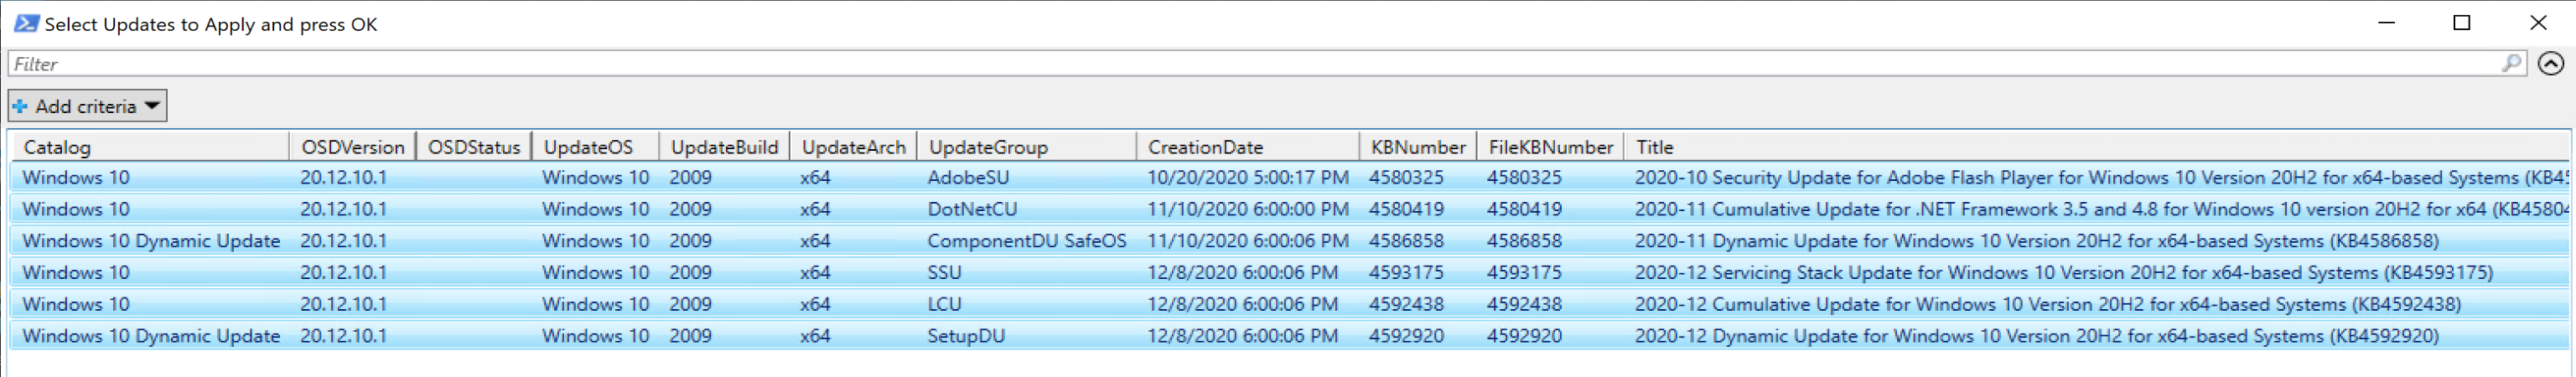 Select Updates to Apply and press OK
Filter
Add criteria
Catalog OSDVersion OSDStatus UpdateOS UpdateBuild UpdateArch UpdateGroup CreationDate KBNumber FileKBNumber Title
Windows 10 20.12.10.1 Windows 10 2009 x64 AdobeSU 10/20/2020 5:00:17 PM 4580325 4580325 2020-10 Security Update for Adobe Flash Player for Windows 10 Version 20H2 for x64-based Systems (KB45
Windows 10 20.12.10.1 Windows 10 2009 x64 DotNetCU 11/10/2020 6:00:00 PM 4580419 4580419 2020-11 Cumulative Update for .NET Framework 3.5 and 4.8 for Windows 10 version 20H2 for x64 (KB45804
Windows 10 Dynamic Update 20.12.10.1 Windows 10 2009 x64 ComponentDU SafeOS 11/10/2020 6:00:06 PM 4586858 4586858 2020-11 Dynamic Update for Windows 10 Version 20H2 for x64-based Systems (KB4586858)
Windows 10 20.12.10.1 Windows 10 2009 x64 SSU 12/8/2020 6:00:06 PM 4593175 4593175 2020-12 Servicing Stack Update for Windows 10 Version 20H2 for x64-based Systems (KB4593175)
Windows 10 20.12.10.1 Windows 10 2009 x64 LCU 12/8/2020 6:00:06 PM 4592438 4592438 2020-12 Cumulative Update for Windows 10 Version 20H2 for x64-based Systems (KB4592438)
Windows 10 Dynamic Update 20.12.10.1 Windows 10 2009 x64 SetupDU 12/8/2020 6:00:06 PM 4592920 4592920 2020-12 Dynamic Update for Windows 10 Version 20H2 for x64-based Systems (KB4592920)